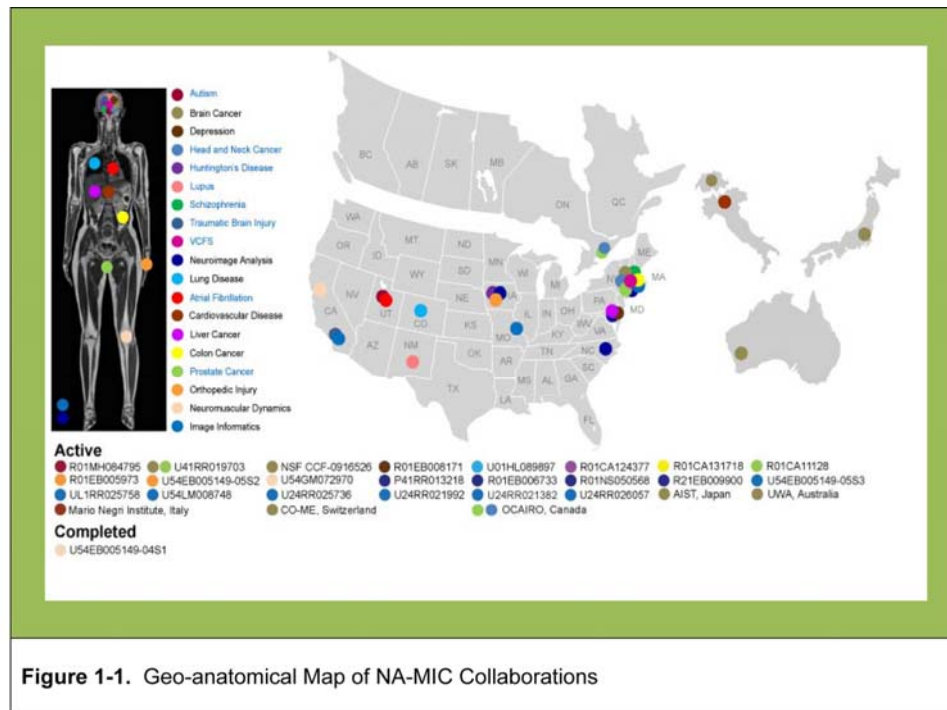 Autism
Brain Cancer
Depression
Head and Neck Cancer
Huntington's Disease
Lupus
Schizophrenia
Traumatic Brain Injury
VCFS
Neuroimage Analysis
Lung Disease
Atrial Fibrillation
Cardiovascular Disease
Liver Cancer
Colon Cancer
Prostate Cancer
Orthopedic Injury
Neuromuscular Dynamics
Image Informatics
BC AB SK MB ON QC
WA MT ND MN ME
OR ID SD WI NY MA
WY MI
NV NE IA PA MD
CA UT CO IL IN OH
KS MO WV VA
KY
AZ NM OK AR TN NC
SC
TX MS AL GA
LA
FL
Active
R01MH084795 U41RR019703 NSF CCF-0916526 R01EB008171 U01HL089897 R01CA124377 R01CA131718 R01CA11128
R01EB005973 U54EB005149-05S2 U54GM072970 P41RR013218 R01EB006733 R01NS050568 R21EB009900 U54EB005149-05S3
UL1RR025758 U54LM008748 U24RR025736 U24RR021992 U24RR021382 U24RR026057 AIST, Japan UWA, Australia
Mario Negri Institute, Italy CO-ME, Switzerland OCAIRO, Canada
Completed
U54EB005149-04S1
Figure 1-1. Geo-anatomical Map of NA-MIC Collaborations